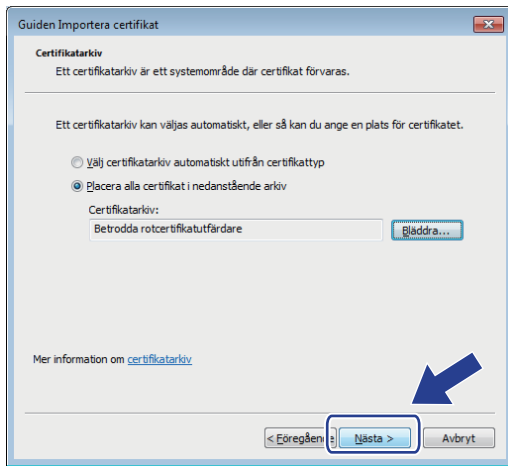 Guiden Importera certifikat
Certifikatarkiv
Ett certifikatarkiv är ett systemområde där certifikat förvaras.
Ett certifikatarkiv kan väljas automatiskt, eller så kan du ange en plats för certifikatet.
Välj certifikatarkiv automatiskt utifrån certifikattyp
Placera alla certifikat i nedanstående arkiv
Certifikatarkiv:
Betrodda rotcertifikatutfärdare
Bläddra...
Mer information om certifikatarkiv
< Föregående Nästa > Avbryt